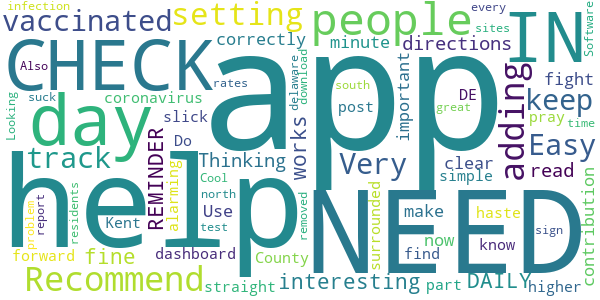 infection
every
Software
vaccinated
setting
people
IN
sites
CHECK
app
correctly
minute
directions
Also
rates
suck
day
coronavirus
slick
post
important
adding
delaware
download
south
DE
great
fight
keep
Looking
REMINDER
Do
works
pray
time
track
Thinking
Very
clear
simple
read
Easy
help
NEED
alarming
Cool
north
Use
test
removed
surrounded
make
now
haste
know
sign
contribution
Kent
County
find
residents
report
problem
forward
fine
dashboard
part
DAILY
higher
Recommend
straight
interesting